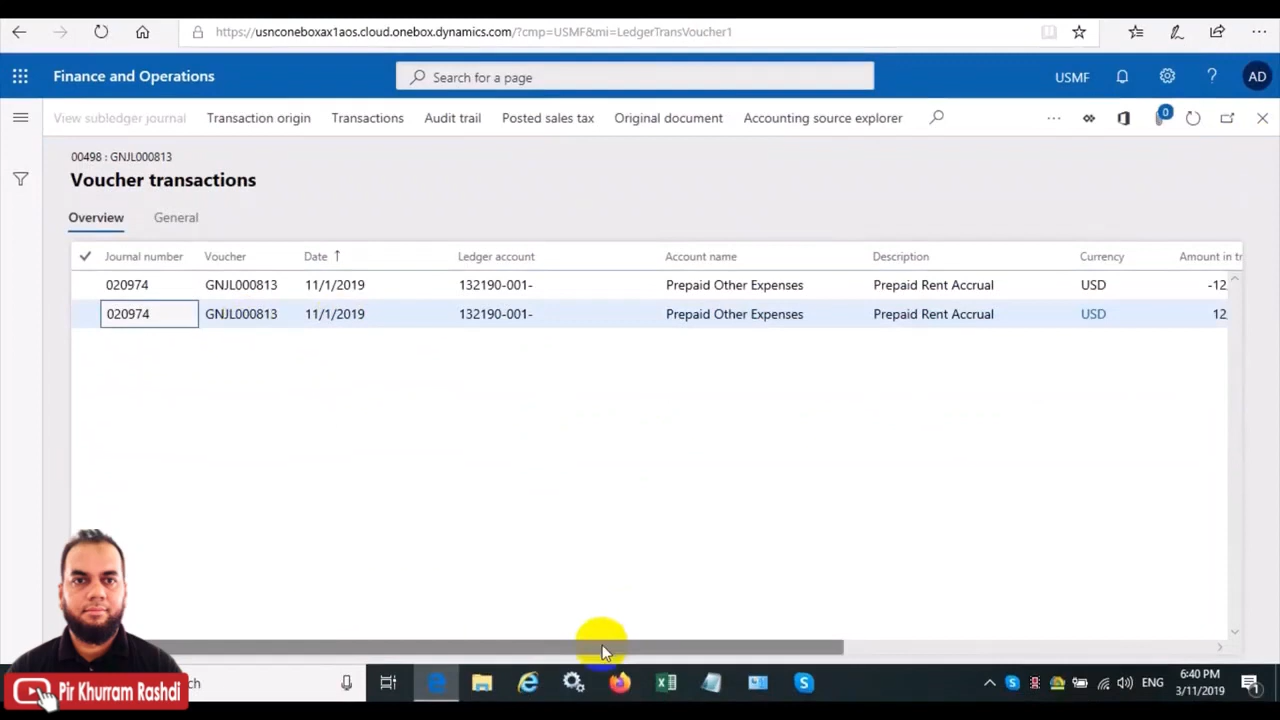 https://usnconeboxax1aos.cloud.onebox.dynamics.com/?cmp=USMF&mi=LedgerTransVoucher1
Finance and Operations
Search for a page
USMF
?
AD
View subledger journal
Transaction origin
Transactions
Audit trail
Posted sales tax
Original document
Accounting source explorer
0
00498 : GNJL000813
Voucher transactions
Overview
General
Journal number Voucher Date Ledger account Account name Description Currency Amount in tr
020974 GNJL000813 11/1/2019 132190-001- Prepaid Other Expenses Prepaid Rent Accrual USD -12,
020974 GNJL000813 11/1/2019 132190-001- Prepaid Other Expenses Prepaid Rent Accrual USD 12,
Pir Khurram Rashdi
rch
ENG
6:40 PM
3/11/2019
1